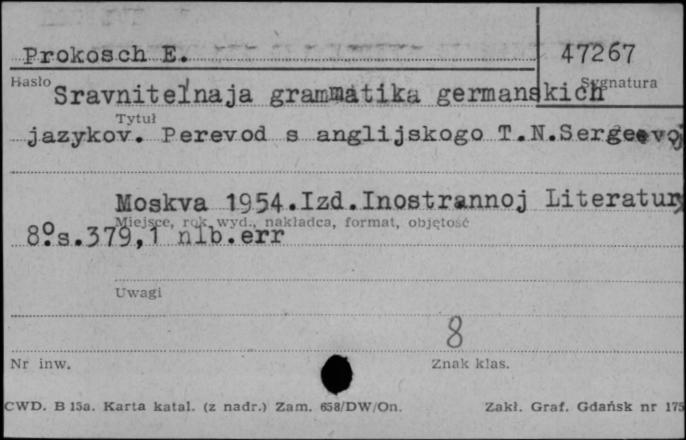 Prokosch E.
47267
Hasło
Sygnatura
Sravnitel'naja grammatika germanskich
Tytuł
jazykov. Perevod s anglijskogo T.N.Sergeevoj
Moskva 1954.Izd.Inostrannoj Literatury
Miejsce, rok wyd., nakładca, format, objętość
8°.s.379,1 nlb.err
Uwagi
8
Nr inw.
Znak klas.
CWD. B 15a. Karta katal. (z nadr.) Zam. 658/DW/On.
Zakł. Graf. Gdańsk nr 175